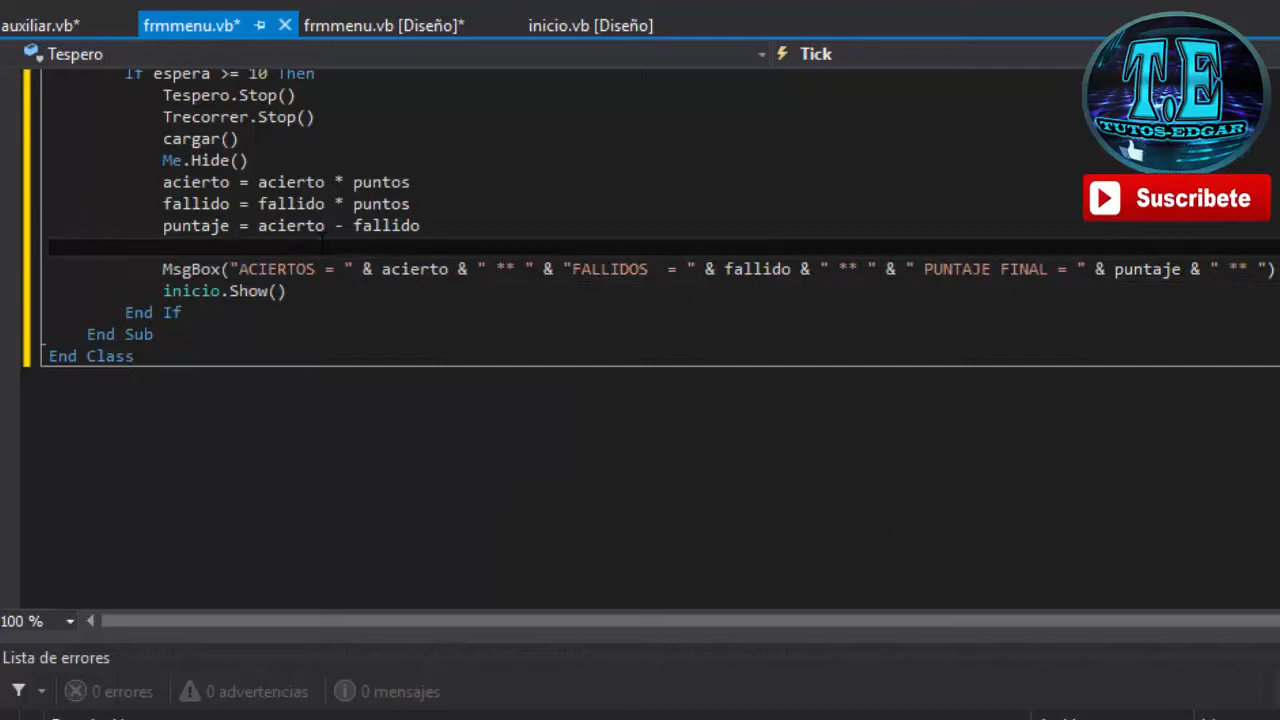 auxiliar.vb*
frmmenu.vb*
frmmenu.vb [Diseño]*
inicio.vb [Diseño]
Tespero
Tick
If espera >= 10 Then
Tespero.Stop()
Trecorrer.Stop()
cargar()
Me.Hide()
acierto = acierto * puntos
fallido = fallido * puntos
puntaje = acierto - fallido
MsgBox("ACIERTOS = " & acierto & " ** " & "FALLIDOS  = " & fallido & " ** " & " PUNTAJE FINAL = " & puntaje & " ** ")
inicio.Show()
End If
End Sub
End Class
T.E
TUTOS-EDGAR
Suscribete
100 %
Lista de errores
0 errores
0 advertencias
0 mensajes